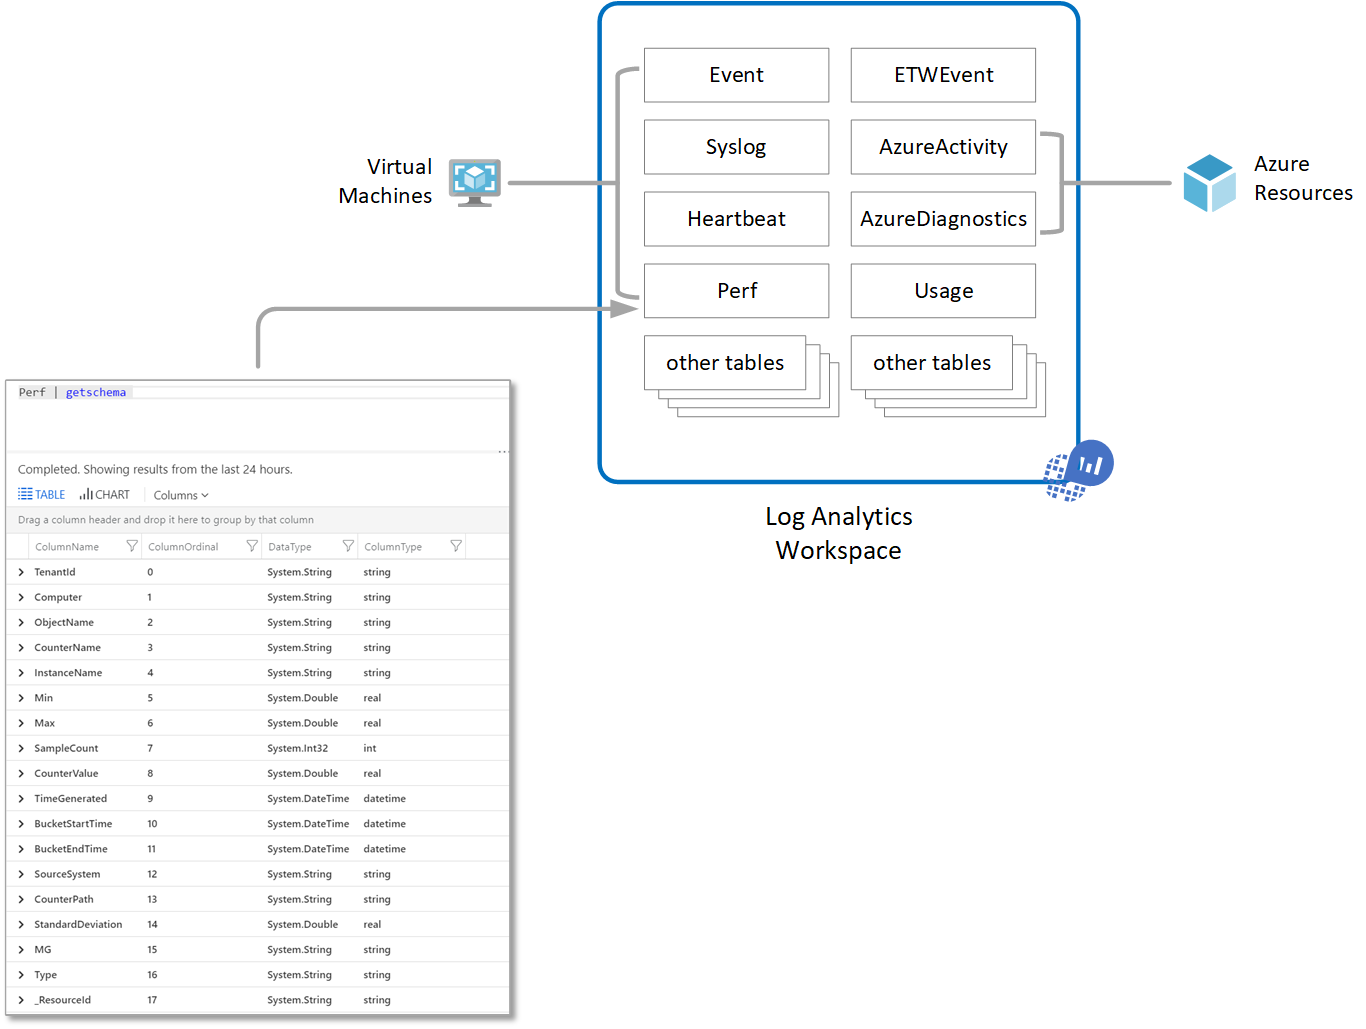 Event
ETWEvent
Syslog
AzureActivity
Heartbeat
AzureDiagnostics
Perf
Usage
other tables
other tables
Virtual
Machines
Azure
Resources
Log Analytics
Workspace
Perf | getschema
...
Completed. Showing results from the last 24 hours.
TABLE CHART Columns
Drag a column header and drop it here to group by that column
ColumnName ColumnOrdinal DataType ColumnType
TenantId 0 System.String string
Computer 1 System.String string
ObjectName 2 System.String string
CounterName 3 System.String string
InstanceName 4 System.String string
Min 5 System.Double real
Max 6 System.Double real
SampleCount 7 System.Int32 int
CounterValue 8 System.Double real
TimeGenerated 9 System.DateTime datetime
BucketStartTime 10 System.DateTime datetime
BucketEndTime 11 System.DateTime datetime
SourceSystem 12 System.String string
CounterPath 13 System.String string
StandardDeviation 14 System.Double real
MG 15 System.String string
Type 16 System.String string
_ResourceId 17 System.String string